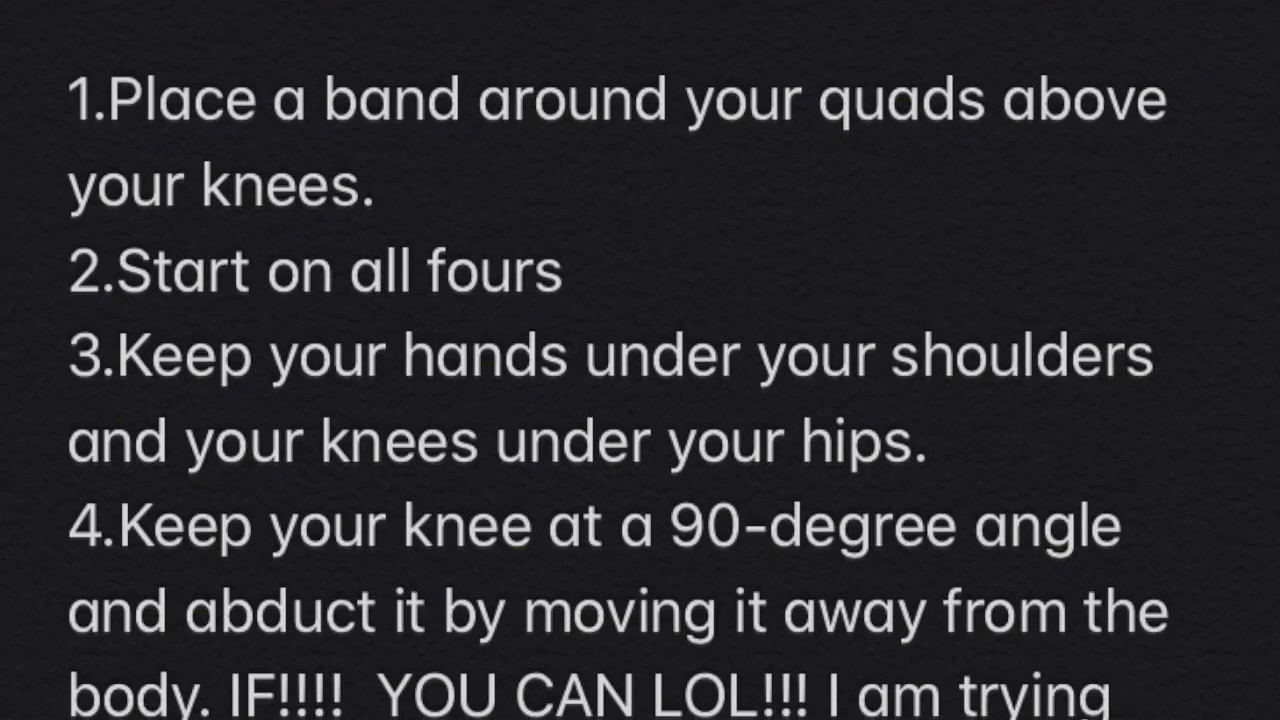 1.Place a band around your quads above
your knees.
2.Start on all fours
3.Keep your hands under your shoulders
and your knees under your hips.
4.Keep your knee at a 90-degree angle
and abduct it by moving it away from the
body. IF!!!!  YOU CAN LOL!!! I am trying